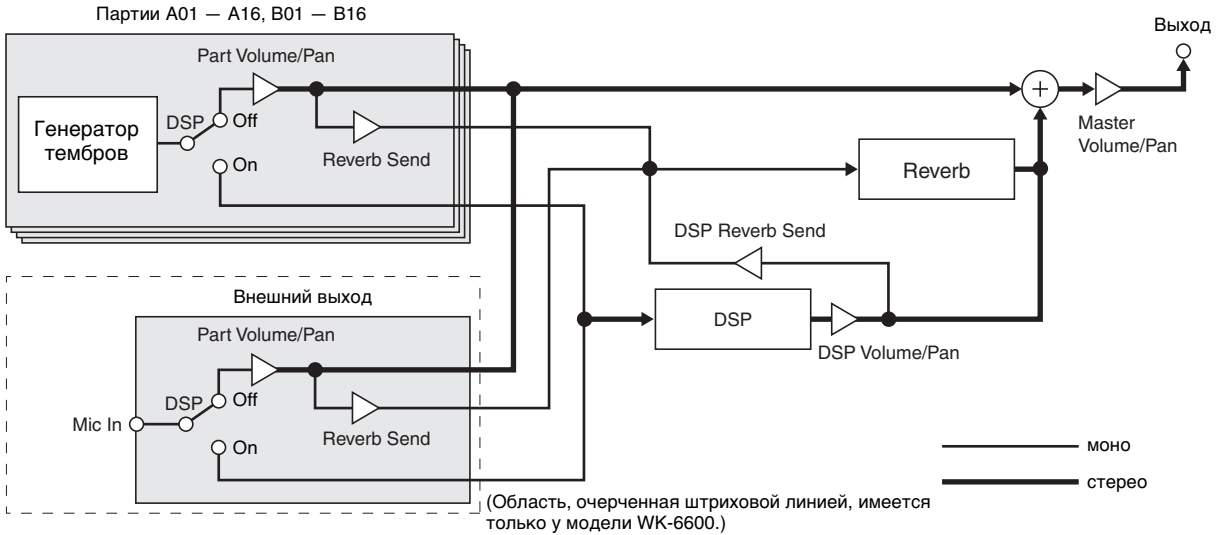 Партии A01 — A16, B01 — B16
Выход
Part Volume/Pan
Генератор
тембров
DSP
Off
On
Reverb Send
Master
Volume/Pan
Reverb
DSP Reverb Send
Внешний выход
Part Volume/Pan
DSP
DSP Volume/Pan
Mic In
DSP
Off
On
Reverb Send
моно
стерео
(Область, очерченная штриховой линией, имеется
только у модели WK-6600.)